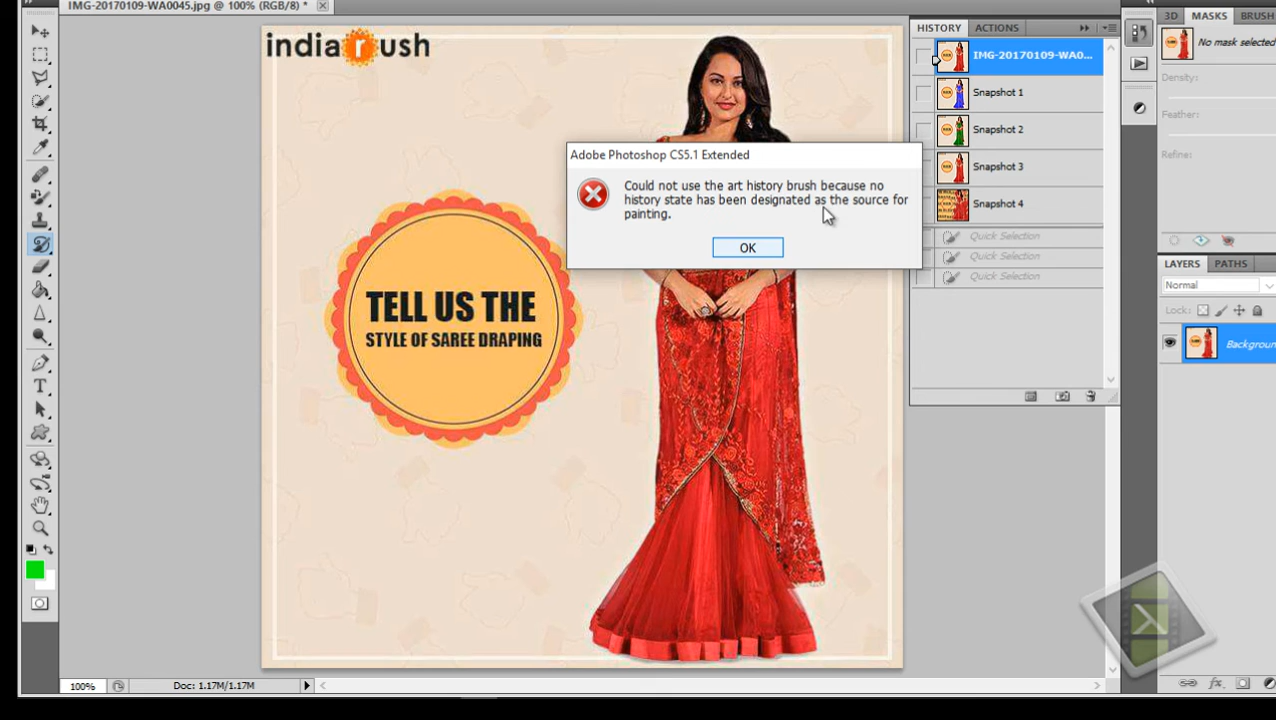 IMG-20170109-WA0045.jpg @ 100% (RGB/8) *
indiarush
TELL US THE
STYLE OF SAREE DRAPING
Adobe Photoshop CS5.1 Extended
Could not use the art history brush because no
history state has been designated as the source for
painting.
OK
HISTORY
ACTIONS
IMG-20170109-WA0...
Snapshot 1
Snapshot 2
Snapshot 3
Snapshot 4
Quick Selection
Quick Selection
Quick Selection
3D
MASKS
BRUSH
No mask selected
Density:
Feather:
Refine:
LAYERS
PATHS
Normal
Lock:
Backgroun
fx
T
K
100%
Doc: 1.17M/1.17M